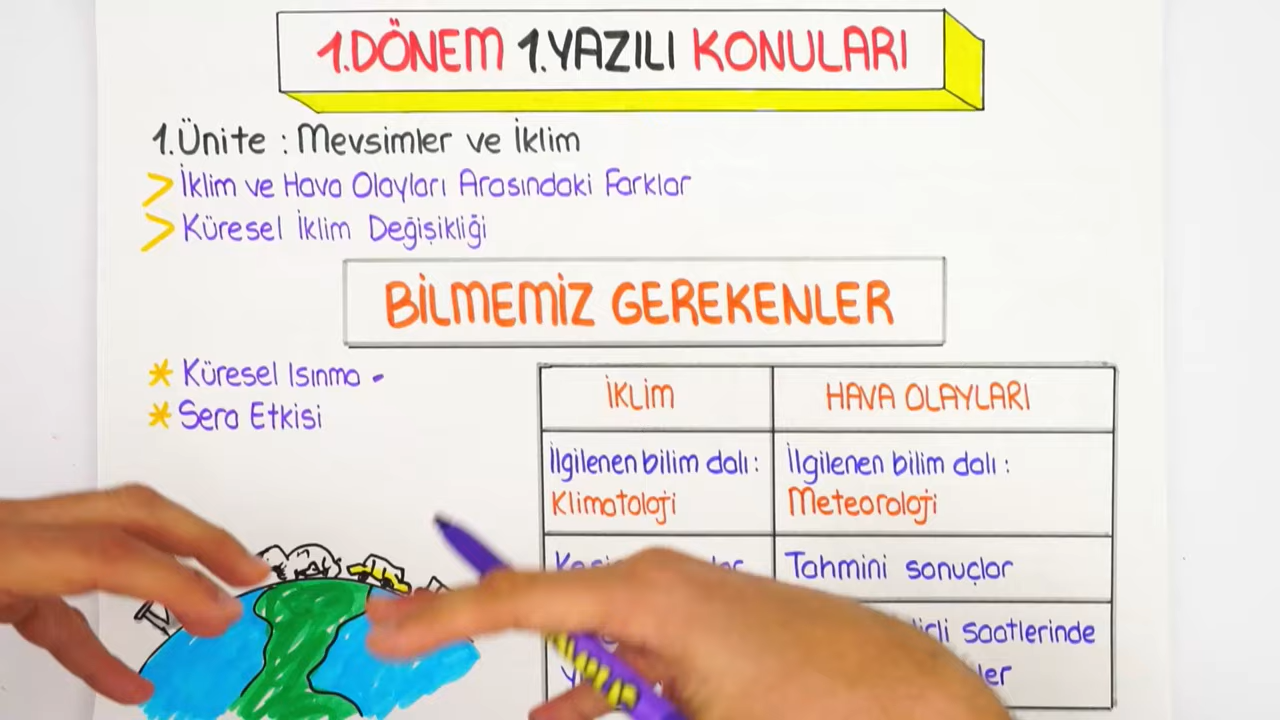 1.DÖNEM 1.YAZILI KONULARI
1.Ünite : Mevsimler ve İklim
> İklim ve Hava Olayları Arasındaki Farklar
> Küresel İklim Değişikliği
BİLMEMİZ GEREKENLER
* Küresel Isınma -
* Sera Etkisi
İKLİM
HAVA OLAYLARI
İlgilenen bilim dalı :
Klimatoloji
İlgilenen bilim dalı :
Meteoroloji
Tahmini sonuçlar
saatlerinde